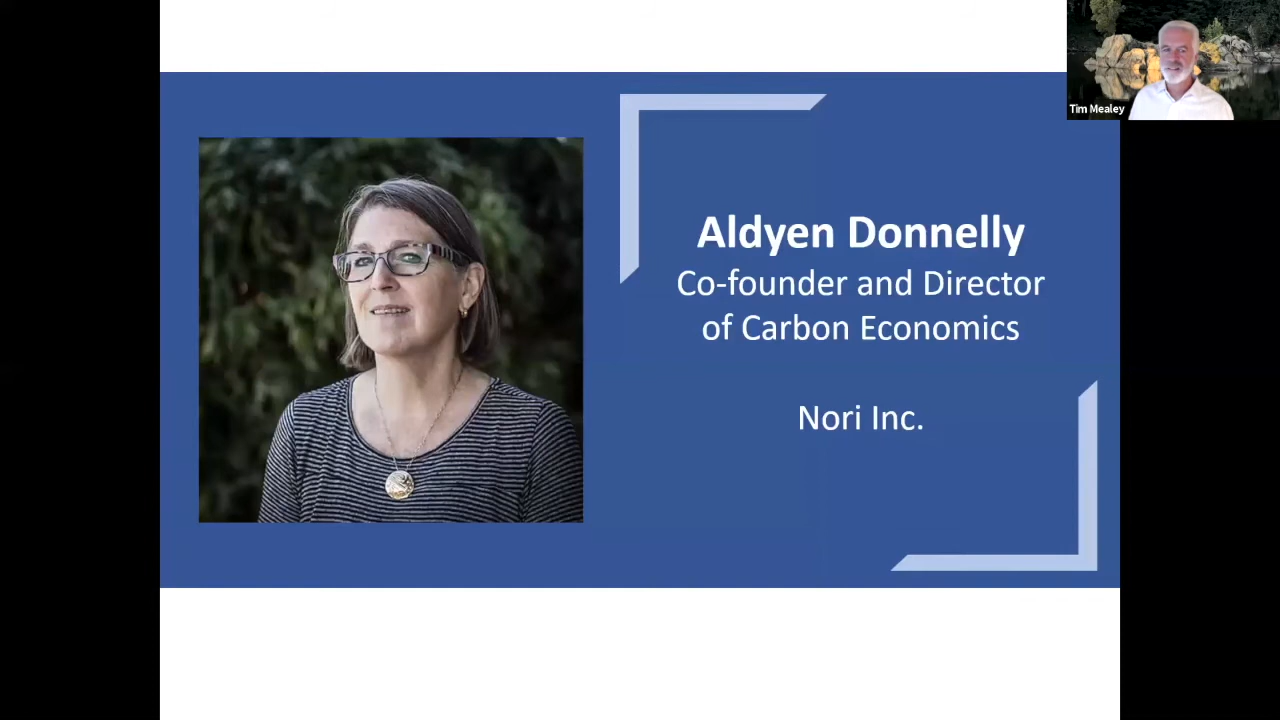 Tim Mealey
Aldyen Donnelly
Co-founder and Director
of Carbon Economics
Nori Inc.